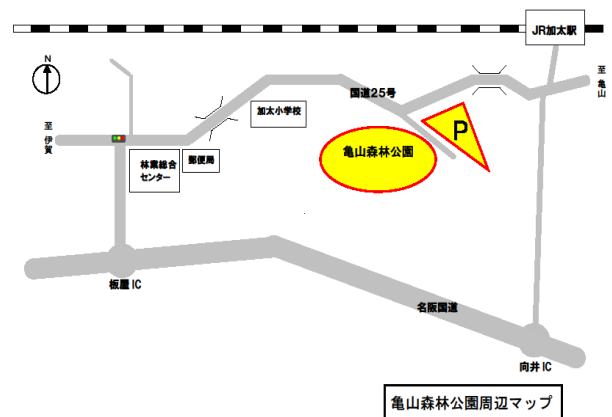 JR加太駅
N
国道25号
至
亀
山
加太小学校
P
至
伊
賀
亀山森林公園
林業総合
センター
郵便局
板屋IC
名阪国道
向井IC
亀山森林公園周辺マップ